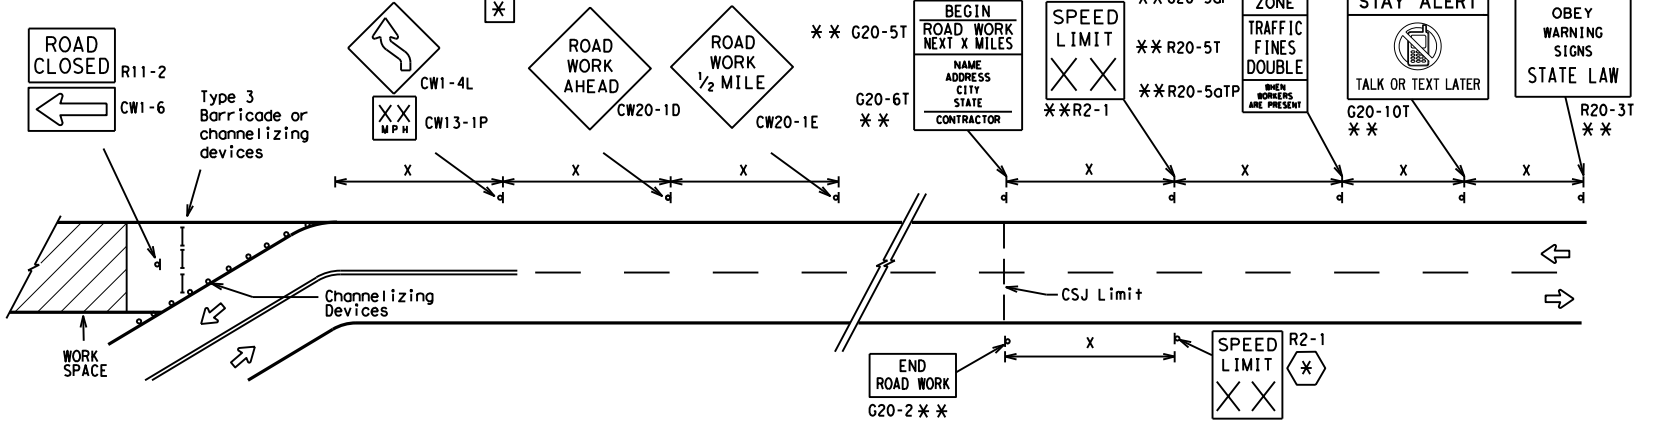 ROAD
CLOSED
R11-2
CW1-6
Type 3
Barricade or
channelizing
devices
CW1-4L
XX
MPH
CW13-1P
*
ROAD
WORK
AHEAD
CW20-1D
ROAD
WORK
1/2 MILE
CW20-1E
** G20-5T
BEGIN
ROAD WORK
NEXT X MILES
G20-6T
**
NAME
ADDRESS
CITY
STATE
CONTRACTOR
SPEED
LIMIT
XX
**R2-1
**R20-5T
**R20-5aTP
ZONE
TRAFFIC
FINES
DOUBLE
WHEN
WORKERS
ARE PRESENT
STAY ALERT
TALK OR TEXT LATER
G20-10T
**
OBEY
WARNING
SIGNS
STATE LAW
R20-3T
**
X X X X X X X
Channelizing
Devices
CSJ Limit
WORK
SPACE
END
ROAD WORK
G20-2 **
X
SPEED
LIMIT
XX
R2-1
*